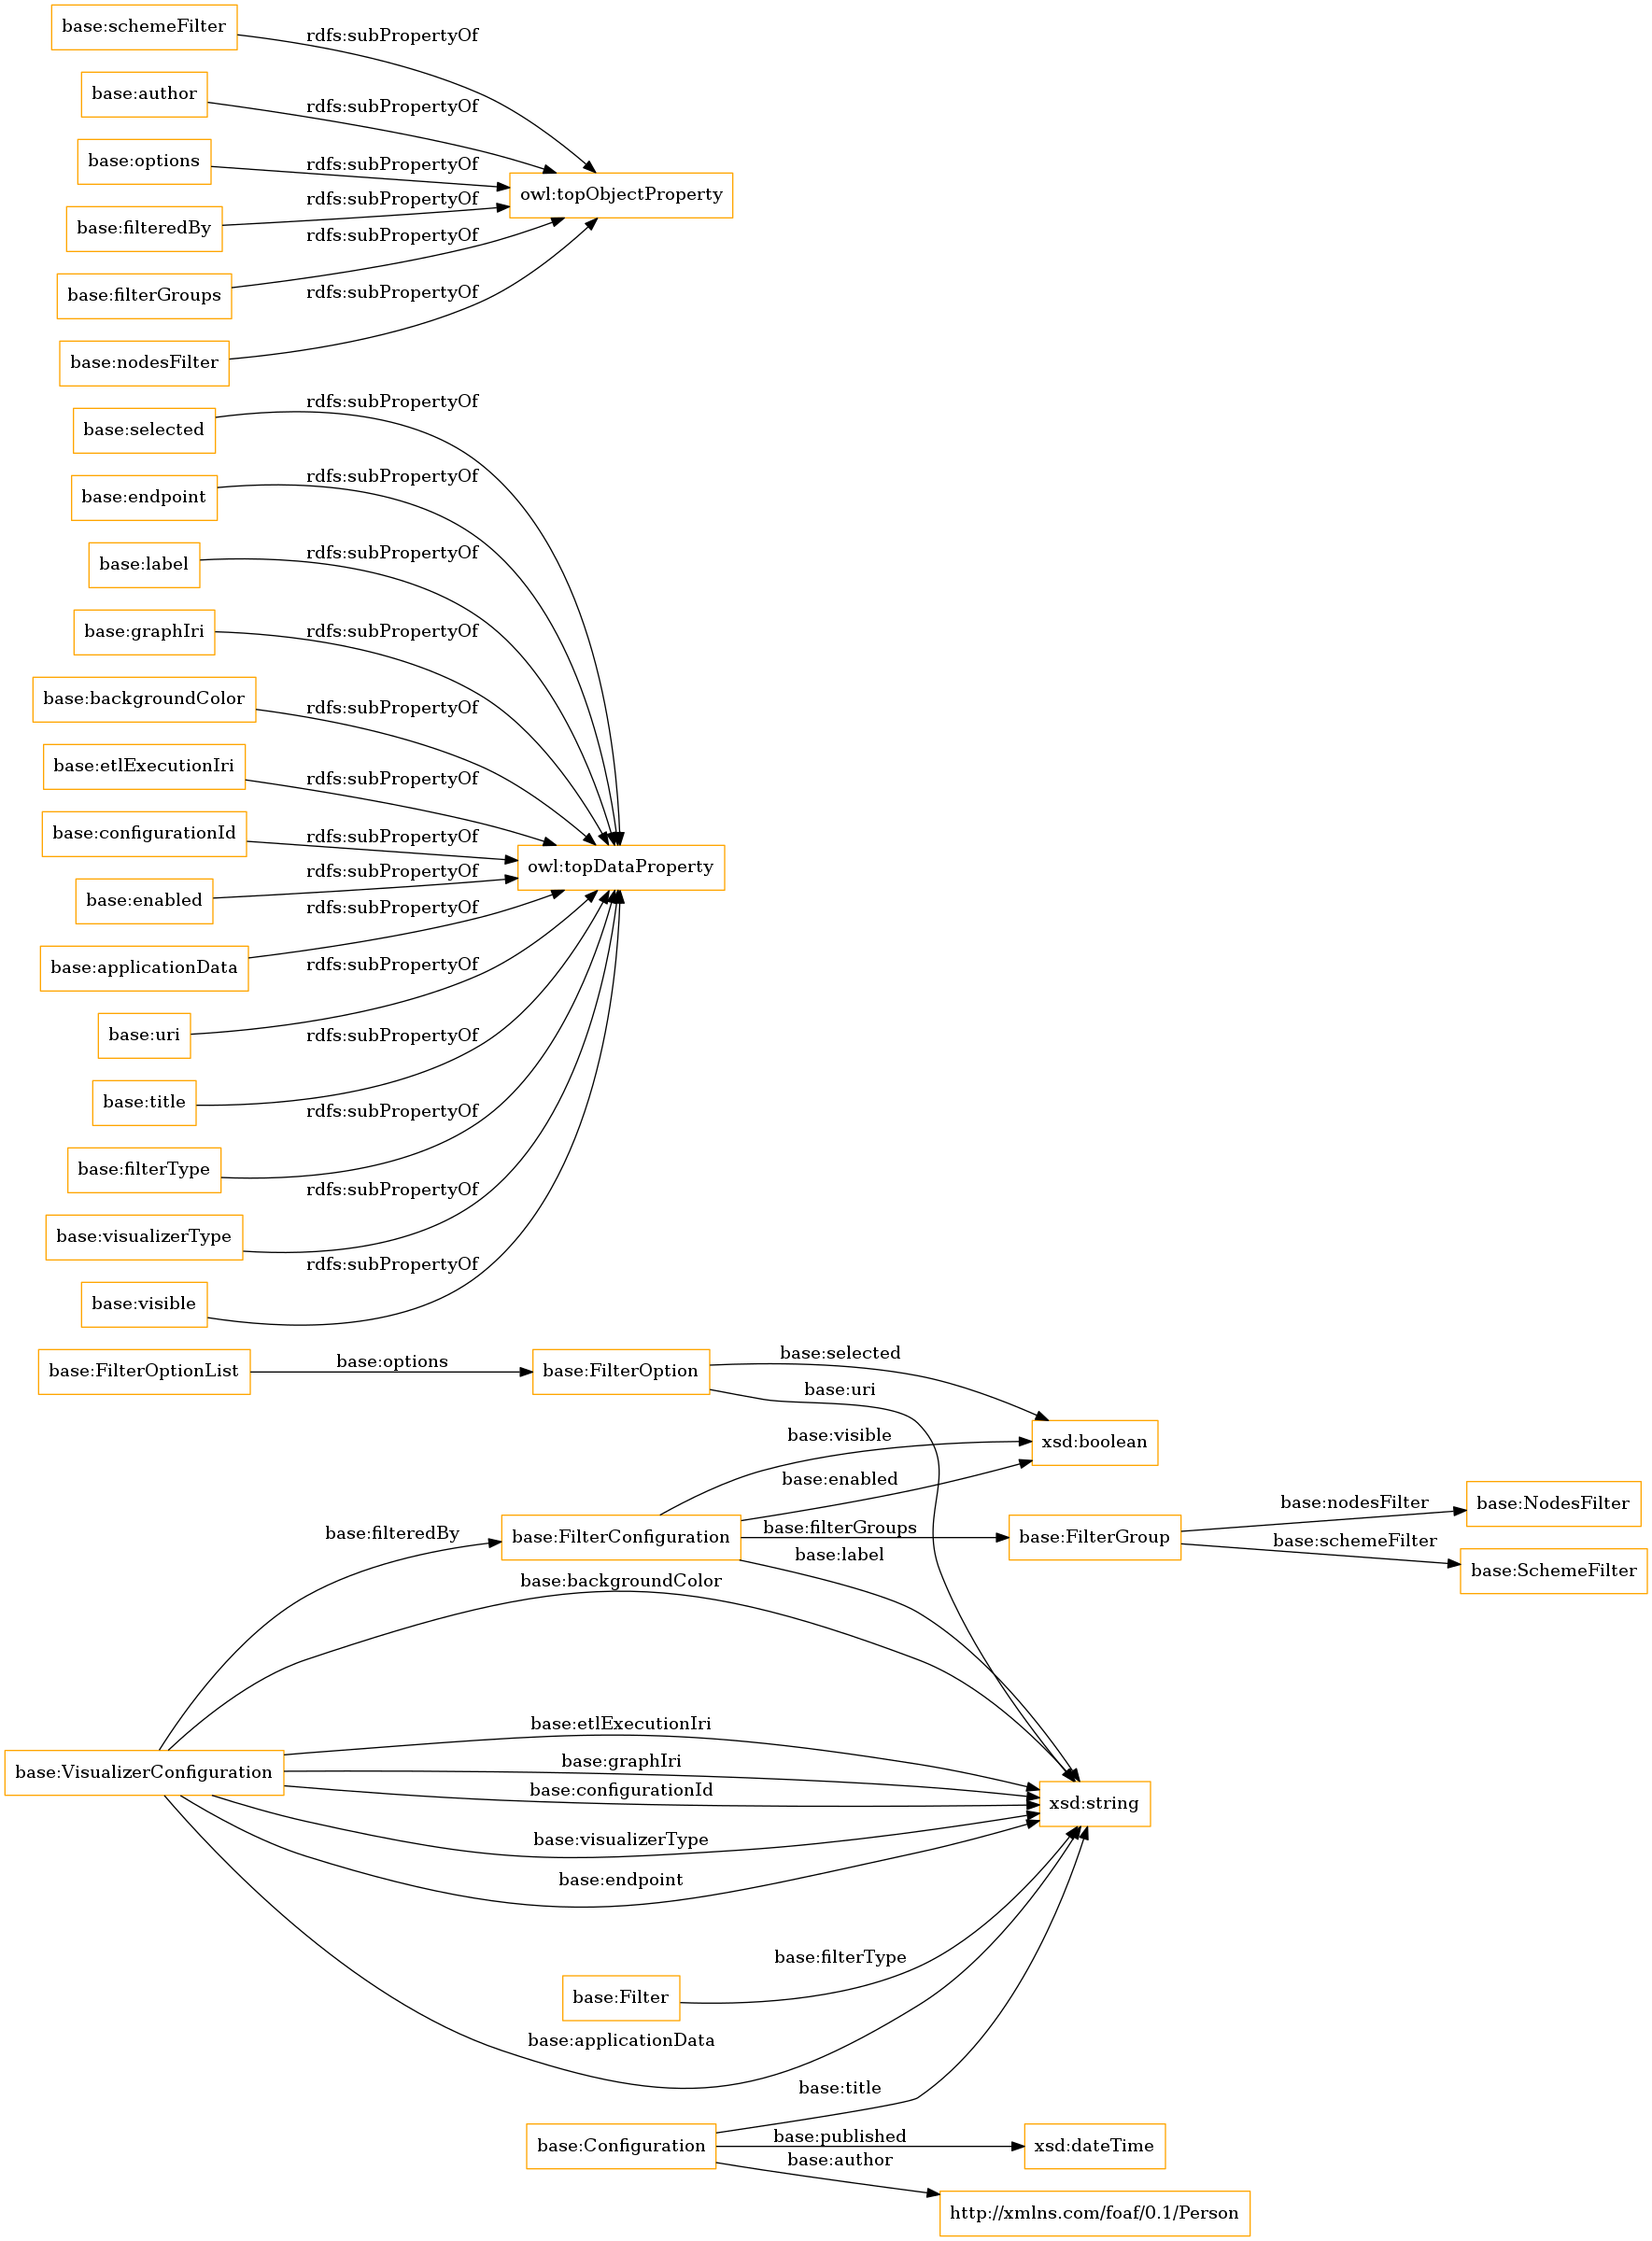 base:schemeFilter
rdfs:subPropertyOf
base:author
rdfs:subPropertyOf
base:options
rdfs:subPropertyOf
owl:topObjectProperty
base:filteredBy
rdfs:subPropertyOf
base:filterGroups
rdfs:subPropertyOf
base:nodesFilter
rdfs:subPropertyOf
base:selected
rdfs:subPropertyOf
base:endpoint
rdfs:subPropertyOf
base:label
rdfs:subPropertyOf
base:graphIri
rdfs:subPropertyOf
base:backgroundColor
rdfs:subPropertyOf
base:etlExecutionIri
rdfs:subPropertyOf
base:configurationId
rdfs:subPropertyOf
owl:topDataProperty
base:enabled
rdfs:subPropertyOf
base:applicationData
rdfs:subPropertyOf
base:uri
rdfs:subPropertyOf
base:title
rdfs:subPropertyOf
base:filterType
rdfs:subPropertyOf
base:visualizerType
rdfs:subPropertyOf
base:visible
rdfs:subPropertyOf
base:FilterOptionList
base:options
base:FilterOption
base:selected
base:uri
xsd:boolean
base:visible
base:enabled
base:filteredBy
base:FilterConfiguration
base:filterGroups
base:label
base:FilterGroup
base:nodesFilter
base:NodesFilter
base:schemeFilter
base:SchemeFilter
base:backgroundColor
base:VisualizerConfiguration
base:etlExecutionIri
base:graphIri
base:configurationId
xsd:string
base:visualizerType
base:endpoint
base:filterType
base:Filter
base:applicationData
base:title
base:Configuration
base:published
xsd:dateTime
base:author
http://xmlns.com/foaf/0.1/Person